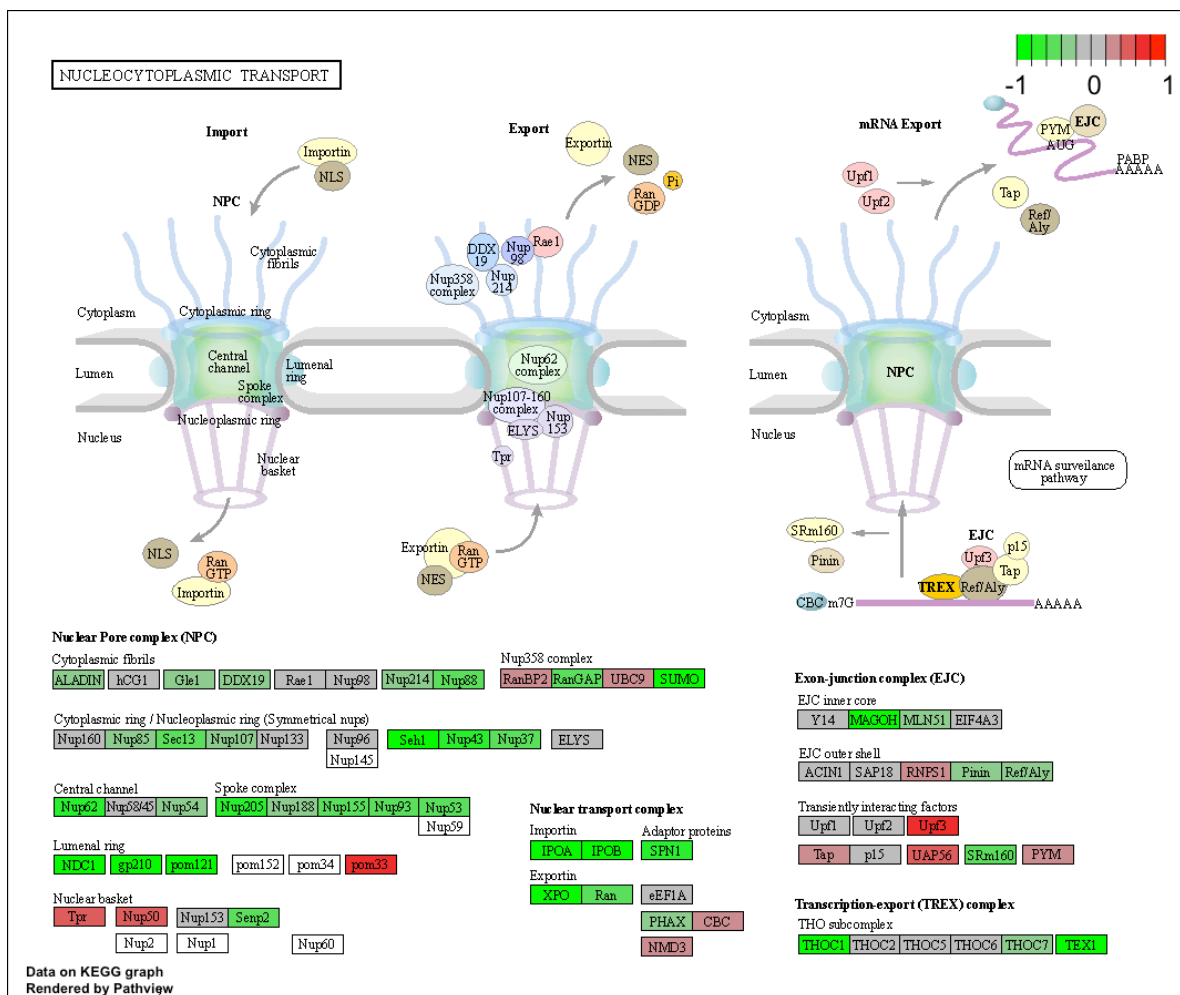 NUCLEOCYTOPLASMIC TRANSPORT
-1 0 1
Import
Importin
NLS
NPC
Cytoplasmic
fibrils
Cytoplasm
Cytoplasmic ring
Central
channel
Lumenal
ring
Lumen
Spoke
complex
Nucleoplasmic ring
Nucleus
Nuclear
basket
NLS
Ran
GTP
Importin
Export
Exportin
NES
Pi
Ran
GDP
DDX
19
Nup
98
Rae1
Nup358
complex
Nup
214
Nup62
complex
Nup107-160
complex
Nup
153
ELYS
Tpr
Exportin
Ran
GTP
NES
mRNA Export
PYM
EJC
AUG
PABP
AAAAA
Upf1
Upf2
Tap
Ref/
Aly
Cytoplasm
Lumen
NPC
Nucleus
mRNA surveilance
pathway
SRm160
Pinin
EJC
Upf3
p15
Tap
TREX
Ref/Aly
CBC m7G
AAAAA
Nuclear Pore complex (NPC)
Cytoplasmic fibrils
ALADIN hCG1 Gle1 DDX19 Rae1 Nup98 Nup214 Nup88
Nup358 complex
RanBP2 RanGAP UBC9 SUMO
Cytoplasmic ring / Nucleoplasmic ring (Symmetrical nups)
Nup160 Nup85 Sec13 Nup107 Nup133 Nup96 Seh1 Nup43 Nup37 ELYS
Nup145
Central channel
Nup62 Nup58/45 Nup54
Spoke complex
Nup205 Nup188 Nup155 Nup93 Nup53
Nup59
Lumenal ring
NDC1 gp210 pom121 pom152 pom34 pom33
Nuclear basket
Tpr Nup50 Nup153 Senp2
Nup2 Nup1 Nup60
Nuclear transport complex
Importin
IPOA IPOB
Adaptor proteins
SPN1
Exportin
XPO Ran eEF1A
PHAX CBC
NMD3
Exon-junction complex (EJC)
EJC inner core
Y14 MAGOH MLN51 EIF4A3
EJC outer shell
ACIN1 SAP18 RNPS1 Pinin Ref/Aly
Transiently interacting factors
Upf1 Upf2 Upf3
Tap p15 UAP56 SRm160 PYM
Transcription-export (TREX) complex
THO subcomplex
THOC1 THOC2 THOC5 THOC6 THOC7 TEX1
Data on KEGG graph
Rendered by Pathview